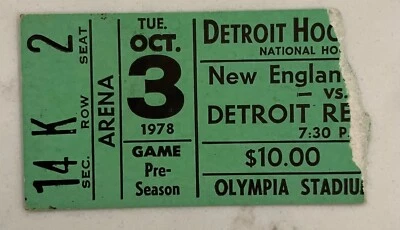 14 K 2
SEC. ROW SEAT
ARENA
TUE.
OCT.
3
1978
GAME
Pre-
Season
DETROIT HOC
NATIONAL HO
New England
- vs.
DETROIT RE
7:30 P.
$10.00
OLYMPIA STADIU